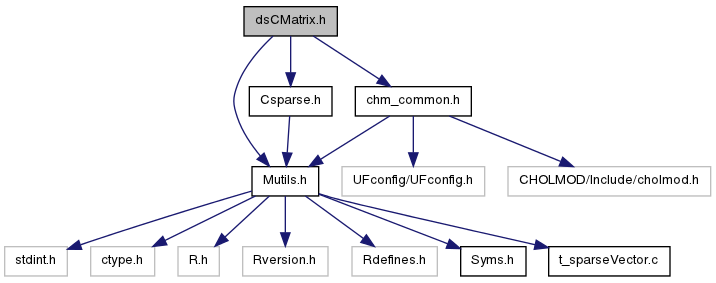 dsCMatrix.h
Csparse.h
chm_common.h
Mutils.h
UFconfig/UFconfig.h
CHOLMOD/Include/cholmod.h
stdint.h
ctype.h
R.h
Rversion.h
Rdefines.h
Syms.h
t_sparseVector.c